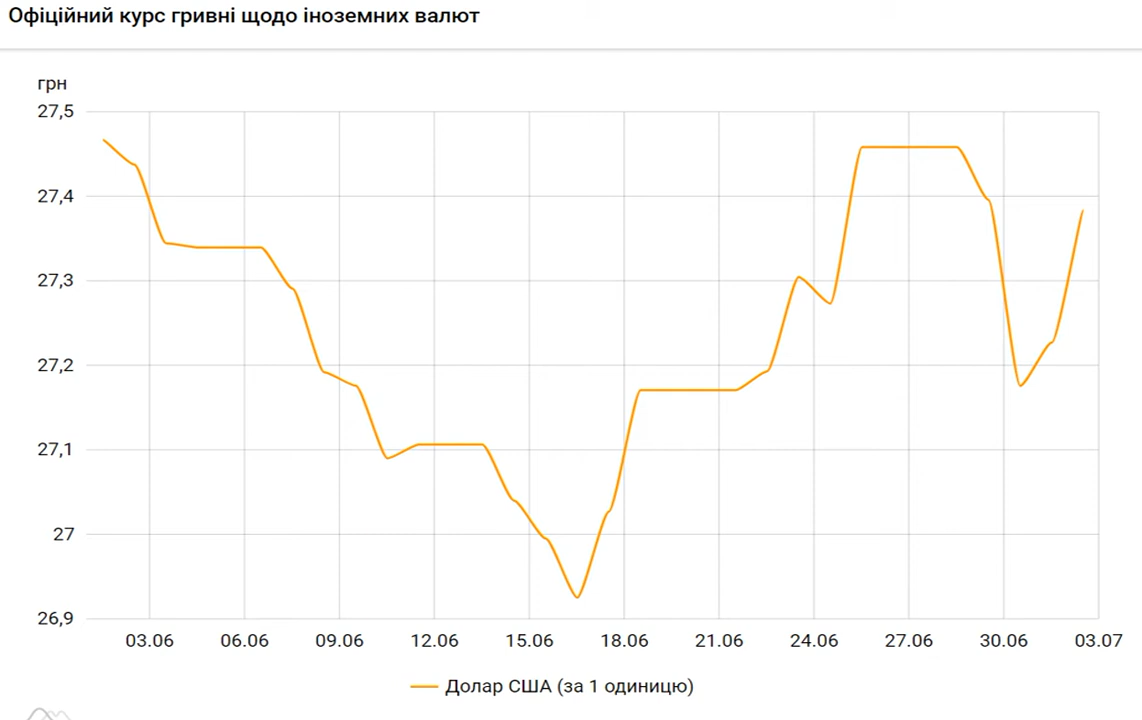 Офіційний курс гривні щодо іноземних валют
грн
27,5
27,4
27,3
27,2
27,1
27
26,9
03.06 06.06 09.06 12.06 15.06 18.06 21.06 24.06 27.06 30.06 03.07
Долар США (за 1 одиницю)